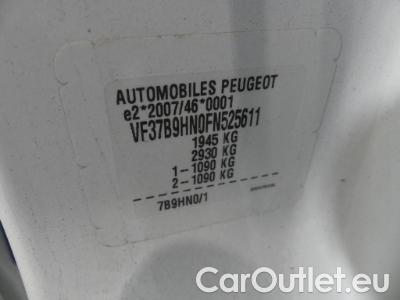 AUTOMOBILES PEUGEOT
e2*2007/46*0001
VF37B9HN0FN525611
1945 KG
2930 KG
1-1090 KG
2-1090 KG
7B9HN0/1
CarOutlet.eu